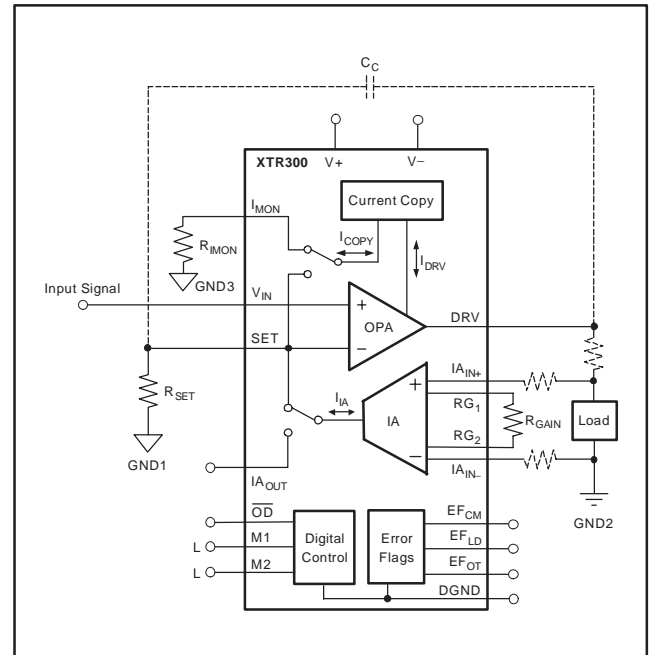 C_C
V+
V−
XTR300
I_MON
Current Copy
R_IMON
I_COPY
I_DRV
GND3
Input Signal
V_IN
+
OPA
DRV
SET
−
IA_IN+
R_SET
I_IA
+
RG_1
IA
R_GAIN
Load
GND1
RG_2
−
IA_IN−
IA_OUT
GND2
OD
EF_CM
L
M1
Digital Control
Error Flags
EF_LD
L
M2
EF_OT
DGND